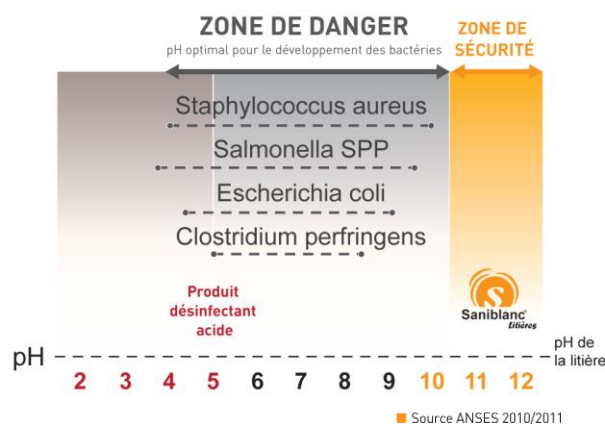 ZONE DE DANGER
pH optimal pour le développement des bactéries
ZONE DE
SÉCURITÉ
Staphylococcus aureus
Salmonella SPP
Escherichia coli
Clostridium perfringens
Produit
désinfectant
acide
S
Saniblanc
Litières
pH
pH de
la litière
2 3 4 5 6 7 8 9 10 11 12
Source ANSES 2010/2011